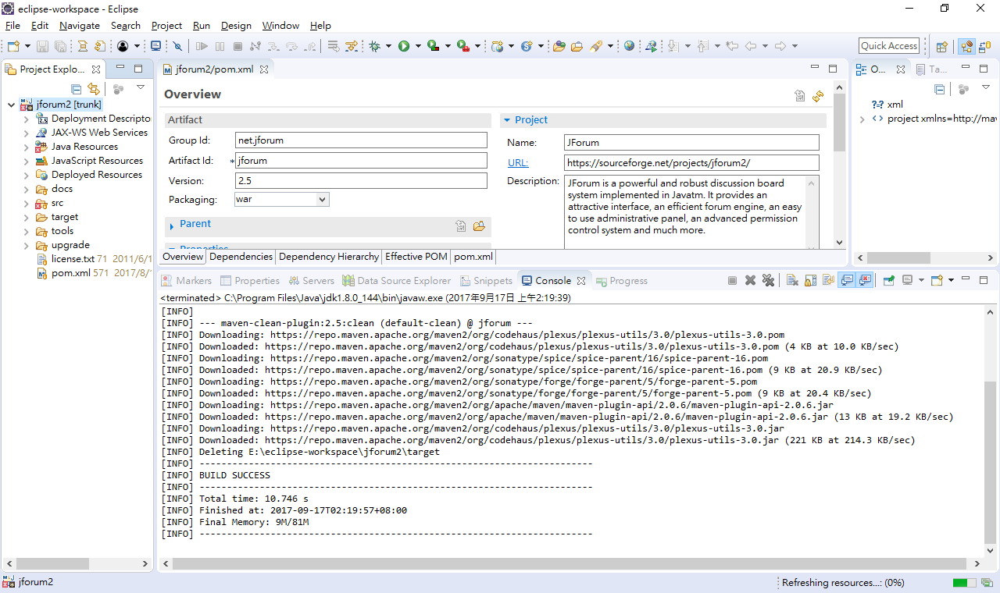 eclipse-workspace - Eclipse
File Edit Navigate Search Project Run Design Window Help
Quick Access
Project Explo...
jforum2 [trunk]
Deployment Descripto
JAX-WS Web Services
Java Resources
JavaScript Resources
Deployed Resources
docs
src
target
tools
upgrade
license.txt 71 2011/6/1
pom.xml 571 2017/8/
jforum2/pom.xml
Overview
Artifact
Group Id: net.jforum
Artifact Id: * jforum
Version: 2.5
Packaging: war
Parent
Properties
Project
Name: JForum
URL: https://sourceforge.net/projects/jforum2/
Description: JForum is a powerful and robust discussion board
system implemented in Javatm. It provides an
attractive interface, an efficient forum engine, an easy
to use administrative panel, an advanced permission
control system and much more.
Overview Dependencies Dependency Hierarchy Effective POM pom.xml
O... Ta...
xml
project xmlns=http://mav
Markers Properties Servers Data Source Explorer Snippets Console Progress
<terminated> C:\Program Files\Java\jdk1.8.0_144\bin\javaw.exe (2017年9月17日 上午2:19:39)
[INFO]
[INFO] --- maven-clean-plugin:2.5:clean (default-clean) @ jforum ---
[INFO] Downloading: https://repo.maven.apache.org/maven2/org/codehaus/plexus/plexus-utils/3.0/plexus-utils-3.0.pom
[INFO] Downloaded: https://repo.maven.apache.org/maven2/org/codehaus/plexus/plexus-utils/3.0/plexus-utils-3.0.pom (4 KB at 10.0 KB/sec)
[INFO] Downloading: https://repo.maven.apache.org/maven2/org/sonatype/spice/spice-parent/16/spice-parent-16.pom
[INFO] Downloaded: https://repo.maven.apache.org/maven2/org/sonatype/spice/spice-parent/16/spice-parent-16.pom (9 KB at 20.9 KB/sec)
[INFO] Downloading: https://repo.maven.apache.org/maven2/org/sonatype/forge/forge-parent/5/forge-parent-5.pom
[INFO] Downloaded: https://repo.maven.apache.org/maven2/org/sonatype/forge/forge-parent/5/forge-parent-5.pom (9 KB at 20.4 KB/sec)
[INFO] Downloading: https://repo.maven.apache.org/maven2/org/apache/maven/maven-plugin-api/2.0.6/maven-plugin-api-2.0.6.jar
[INFO] Downloaded: https://repo.maven.apache.org/maven2/org/apache/maven/maven-plugin-api/2.0.6/maven-plugin-api-2.0.6.jar (13 KB at 19.2 KB/sec)
[INFO] Downloading: https://repo.maven.apache.org/maven2/org/codehaus/plexus/plexus-utils/3.0/plexus-utils-3.0.jar
[INFO] Downloaded: https://repo.maven.apache.org/maven2/org/codehaus/plexus/plexus-utils/3.0/plexus-utils-3.0.jar (221 KB at 214.3 KB/sec)
[INFO] Deleting E:\eclipse-workspace\jforum2\target
[INFO] ------------------------------------------------------------------------
[INFO] BUILD SUCCESS
[INFO] ------------------------------------------------------------------------
[INFO] Total time: 10.746 s
[INFO] Finished at: 2017-09-17T02:19:57+08:00
[INFO] Final Memory: 9M/81M
[INFO] ------------------------------------------------------------------------
jforum2
Refreshing resources...: (0%)